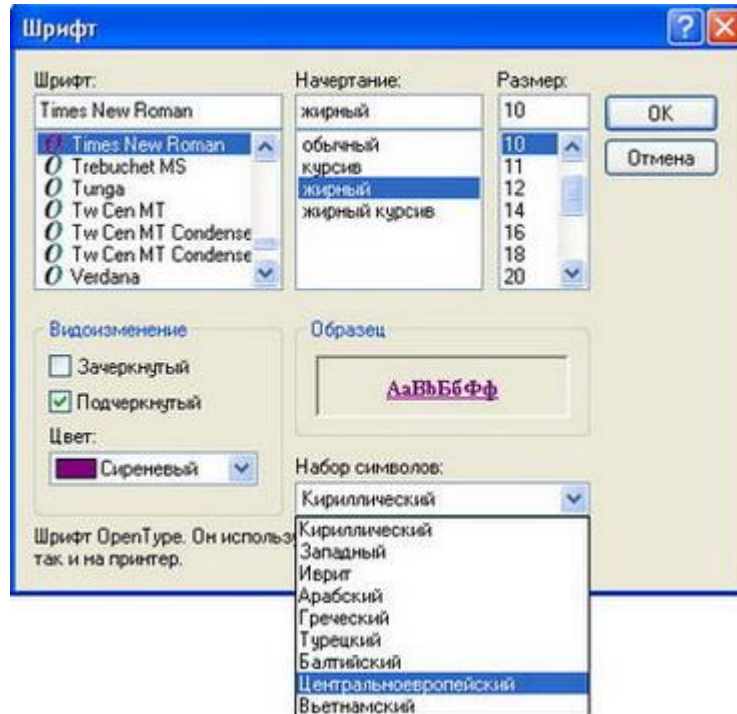 Шрифт
Шрифт:
Times New Roman
Times New Roman
Trebuchet MS
Tunga
Tw Cen MT
Tw Cen MT Condense
Tw Cen MT Condense
Verdana
Начертание:
жирный
обычный
курсив
жирный
жирный курсив
Размер:
10
10
11
12
14
16
18
20
OK
Отмена
Видоизменение
Зачеркнутый
Подчеркнутый
Цвет:
Сиреневый
Образец
АаBbБбФф
Набор символов:
Кириллический
Кириллический
Западный
Иврит
Арабский
Греческий
Турецкий
Балтийский
Центральноевропейский
Вьетнамский
Шрифт OpenType. Он использ
так и на принтер.